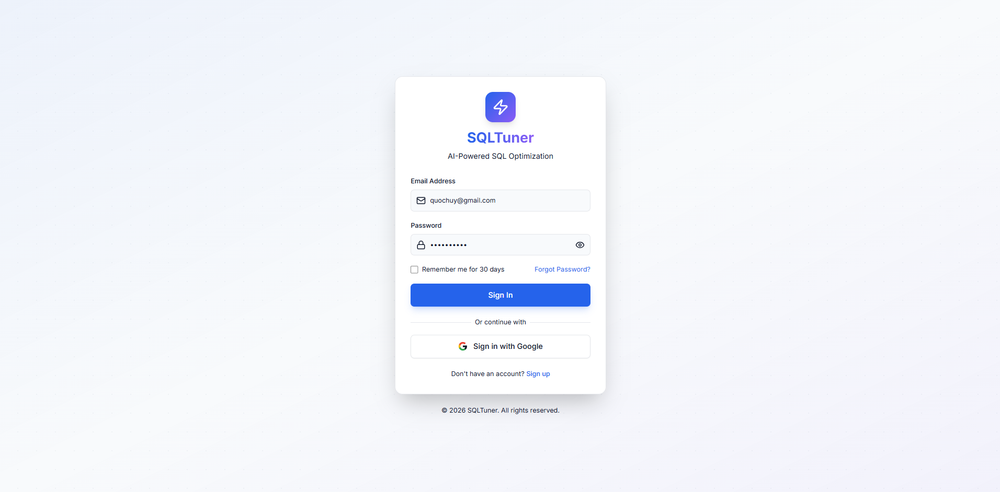 SQLTuner
AI-Powered SQL Optimization
Email Address
quochuy@gmail.com
Password
••••••••••
Remember me for 30 days
Forgot Password?
Sign In
Or continue with
Sign in with Google
Don't have an account? Sign up
© 2026 SQLTuner. All rights reserved.